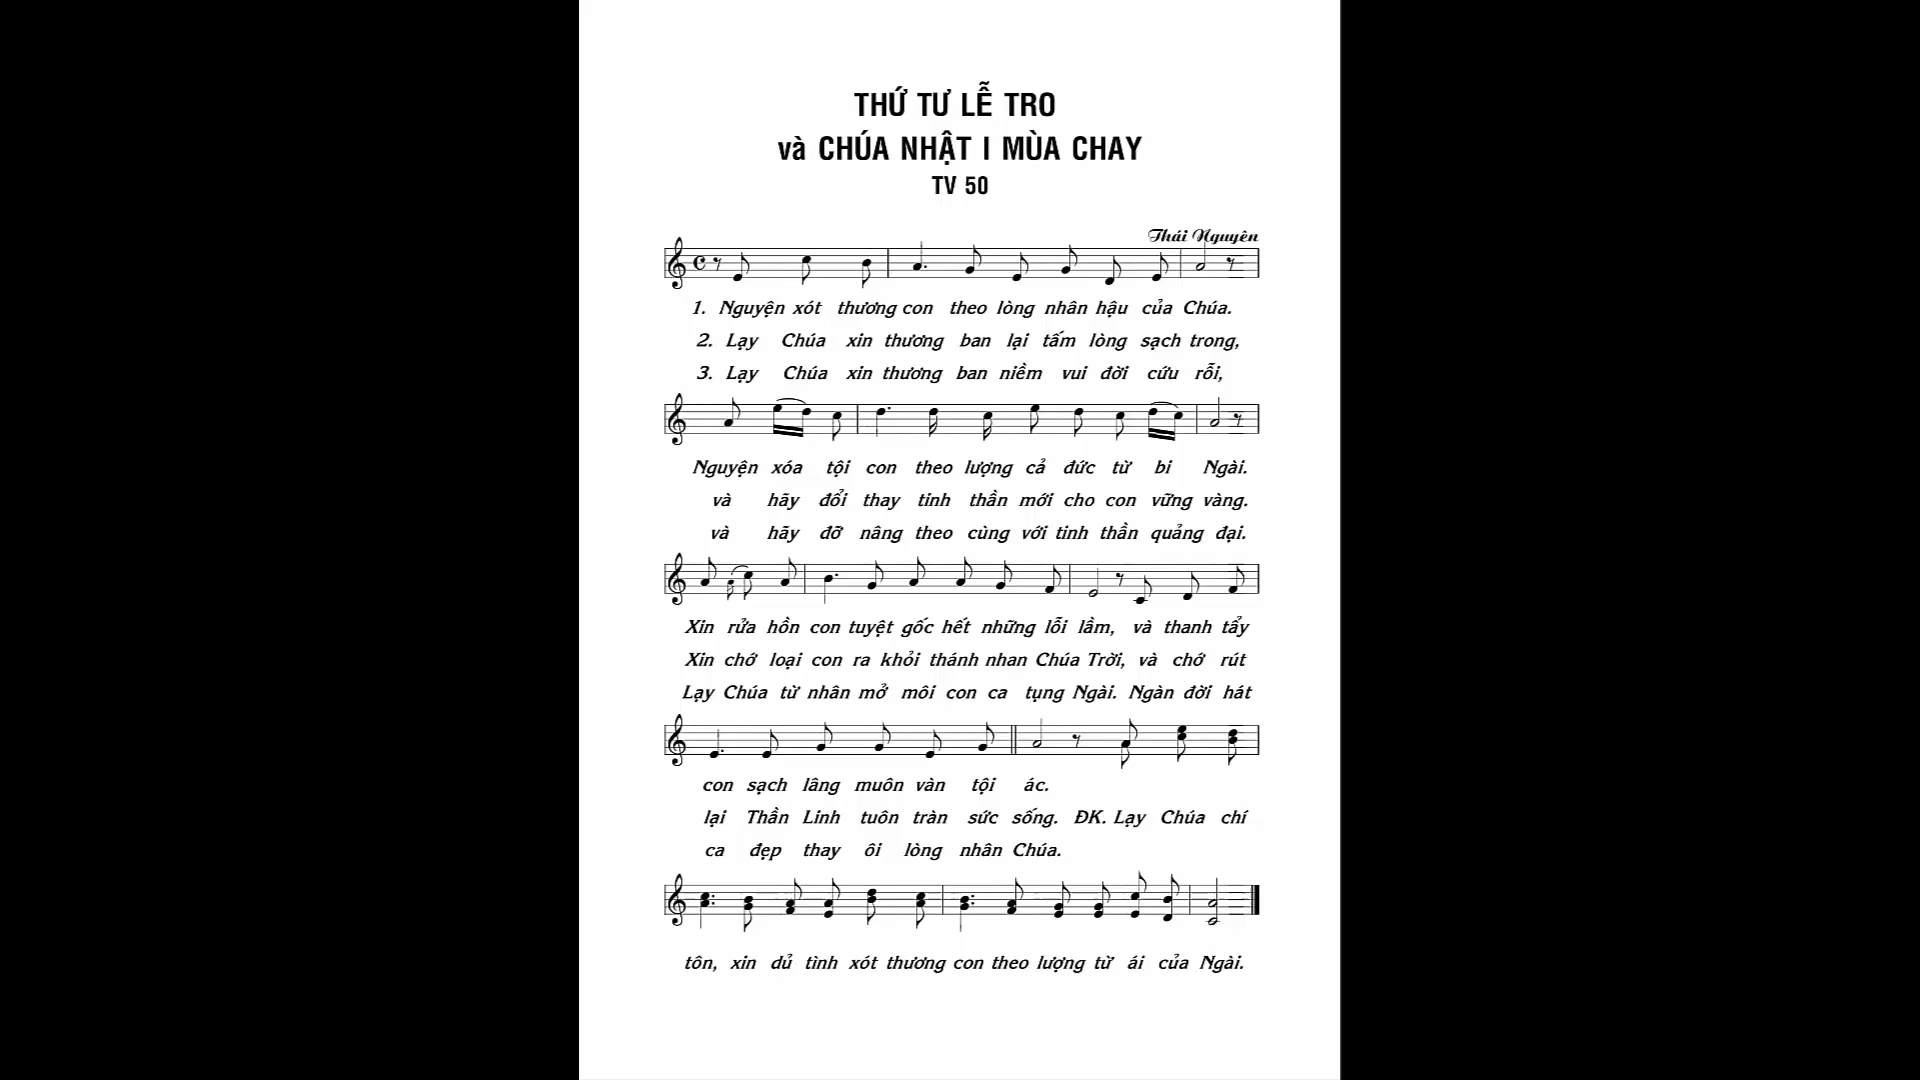 THỨ TƯ LỄ TRO
và CHÚA NHẬT I MÙA CHAY
TV 50
Thái Nguyên
1. Nguyện xót thương con theo lòng nhân hậu của Chúa.
2. Lạy Chúa xin thương ban lại tấm lòng sạch trong,
3. Lạy Chúa xin thương ban niềm vui đời cứu rỗi,
Nguyện xóa tội con theo lượng cả đức từ bi Ngài.
và hãy đổi thay tinh thần mới cho con vững vàng.
và hãy đỡ nâng theo cùng với tinh thần quảng đại.
Xin rửa hồn con tuyệt gốc hết những lỗi lầm, và thanh tẩy
Xin chớ loại con ra khỏi thánh nhan Chúa Trời, và chớ rút
Lạy Chúa từ nhân mở môi con ca tụng Ngài. Ngàn đời hát
con sạch lâng muôn vàn tội ác.
lại Thần Linh tuôn tràn sức sống. ĐK. Lạy Chúa chí
ca đẹp thay ôi lòng nhân Chúa.
tôn, xin dủ tình xót thương con theo lượng từ ái của Ngài.